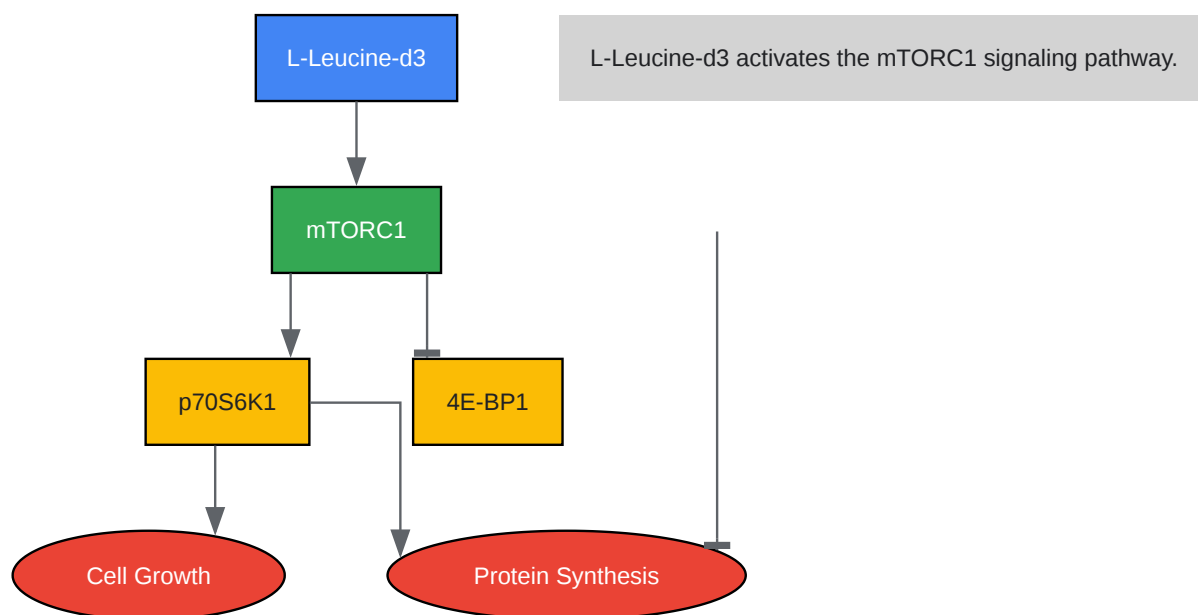 L-Leucine-d3
L-Leucine-d3 activates the mTORC1 signaling pathway.
mTORC1
p70S6K1
4E-BP1
Cell Growth
Protein Synthesis